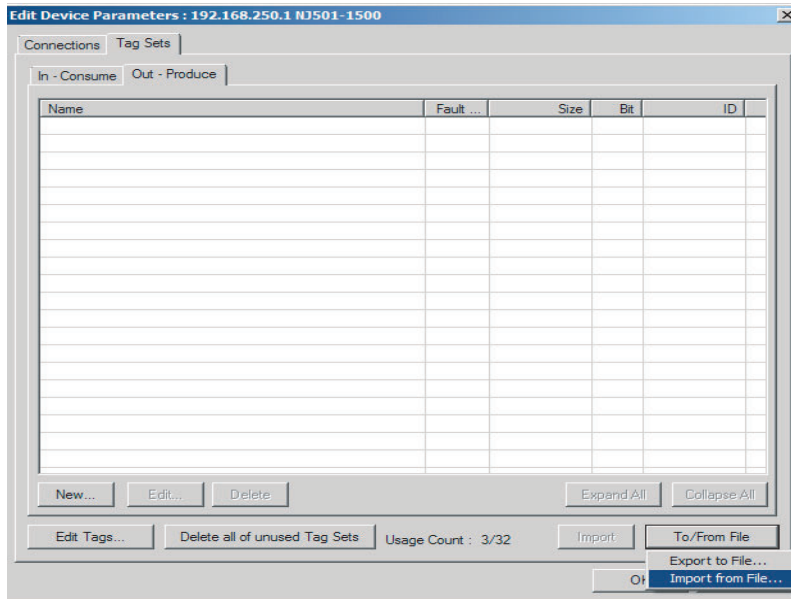 Edit Device Parameters : 192.168.250.1 NJ501-1500
Connections Tag Sets
In - Consume Out - Produce
Name Fault ... Size Bit ID
New... Edit... Delete Expand All Collapse All
Edit Tags... Delete all of unused Tag Sets Usage Count : 3/32 Import To/From File
Export to File...
Import from File...